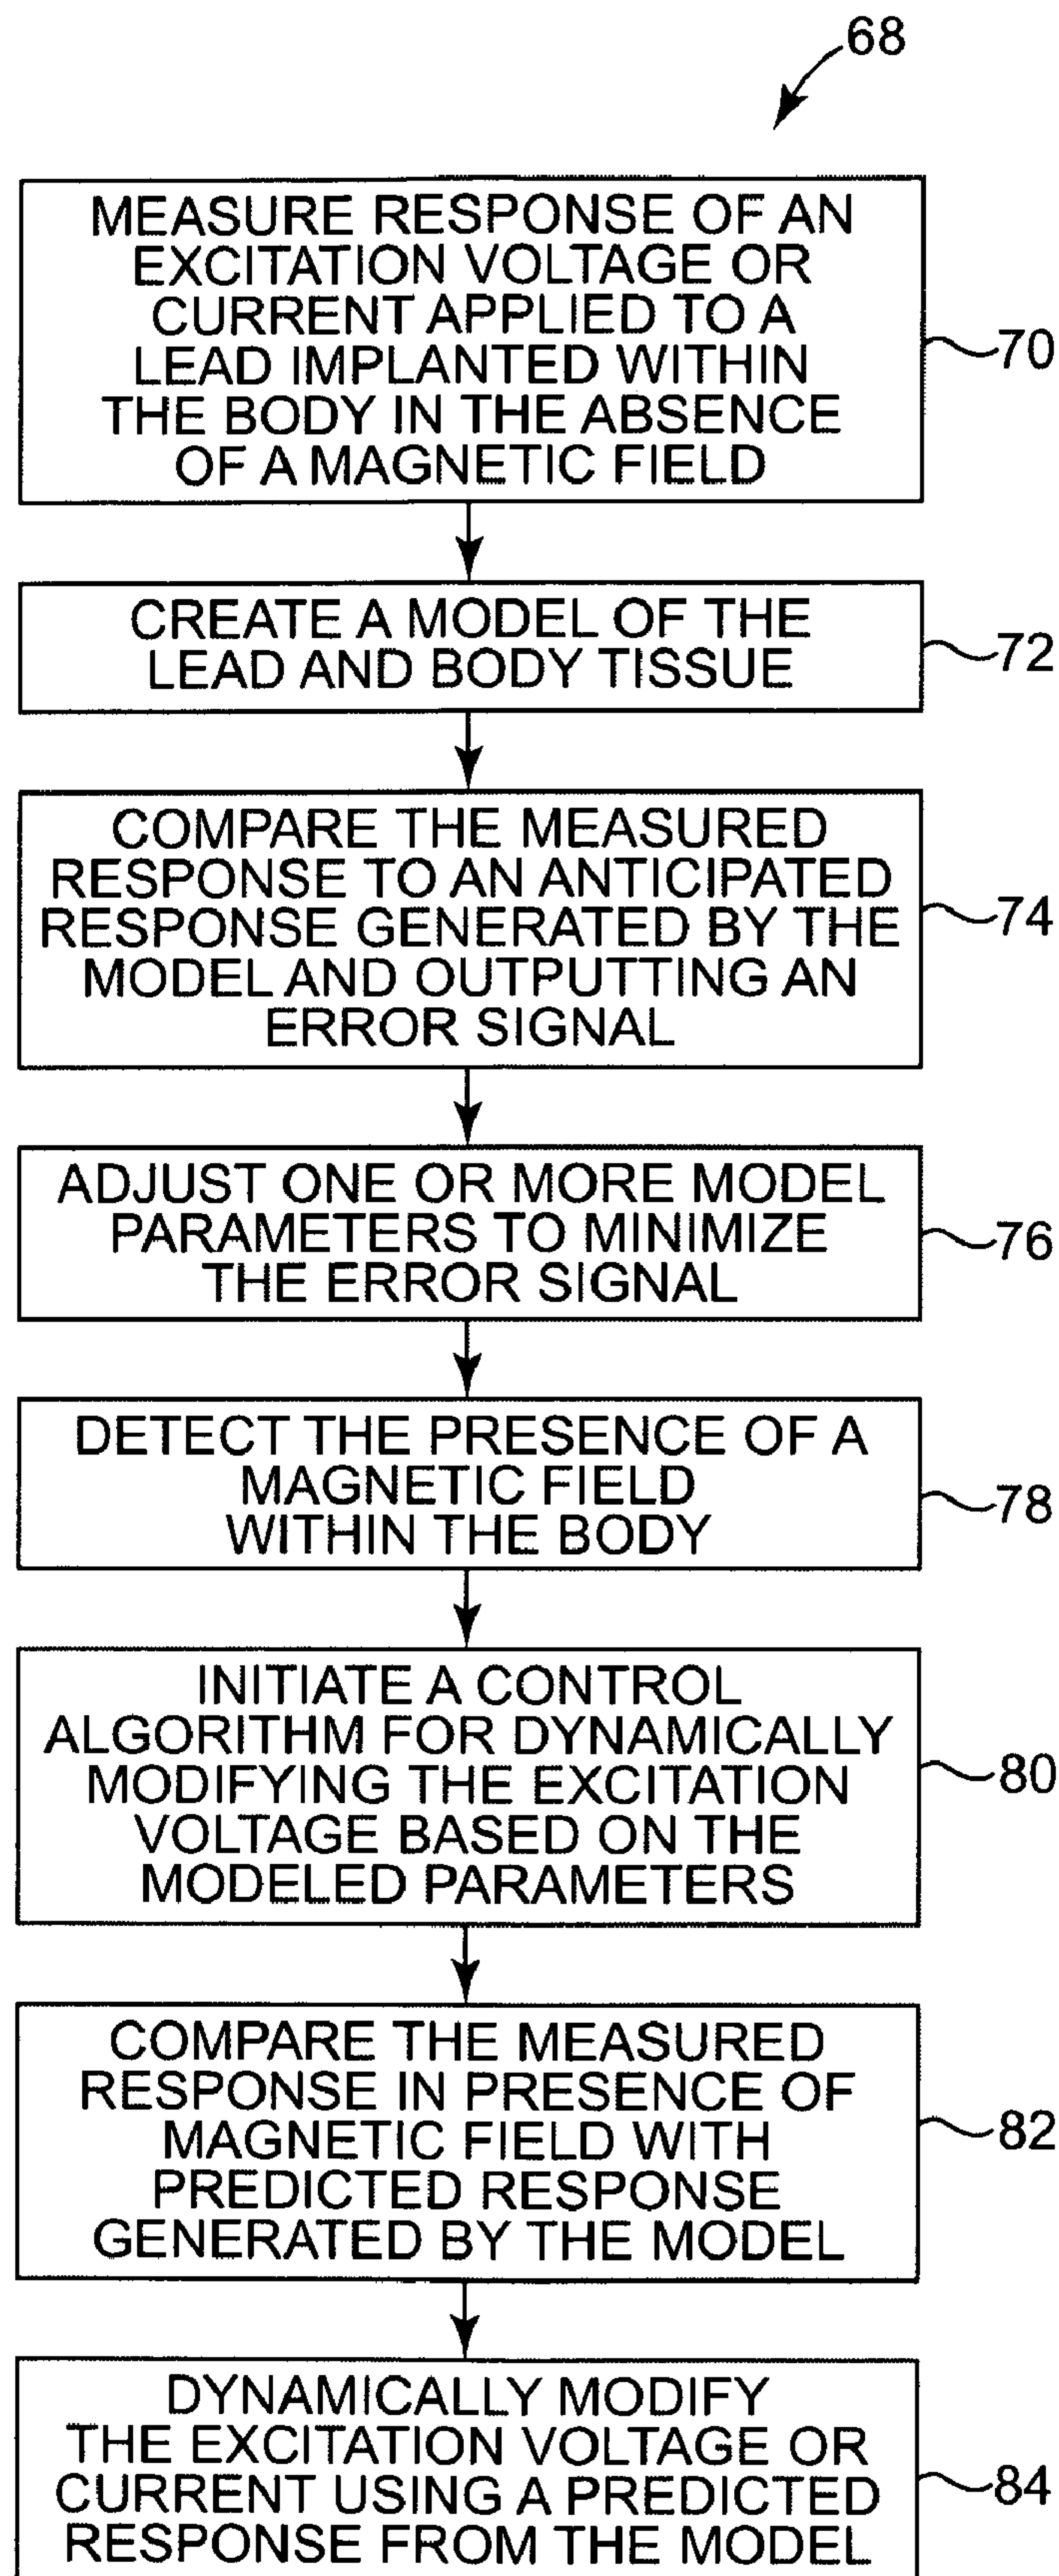 68
MEASURE RESPONSE OF AN
EXCITATION VOLTAGE OR
CURRENT APPLIED TO A
LEAD IMPLANTED WITHIN
THE BODY IN THE ABSENCE
OF A MAGNETIC FIELD
70
CREATE A MODEL OF THE
LEAD AND BODY TISSUE
72
COMPARE THE MEASURED
RESPONSE TO AN ANTICIPATED
RESPONSE GENERATED BY THE
MODEL AND OUTPUTTING AN
ERROR SIGNAL
74
ADJUST ONE OR MORE MODEL
PARAMETERS TO MINIMIZE
THE ERROR SIGNAL
76
DETECT THE PRESENCE OF A
MAGNETIC FIELD
WITHIN THE BODY
78
INITIATE A CONTROL
ALGORITHM FOR DYNAMICALLY
MODIFYING THE EXCITATION
VOLTAGE BASED ON THE
MODELED PARAMETERS
80
COMPARE THE MEASURED
RESPONSE IN PRESENCE OF
MAGNETIC FIELD WITH
PREDICTED RESPONSE
GENERATED BY THE MODEL
82
DYNAMICALLY MODIFY
THE EXCITATION VOLTAGE OR
CURRENT USING A PREDICTED
RESPONSE FROM THE MODEL
84